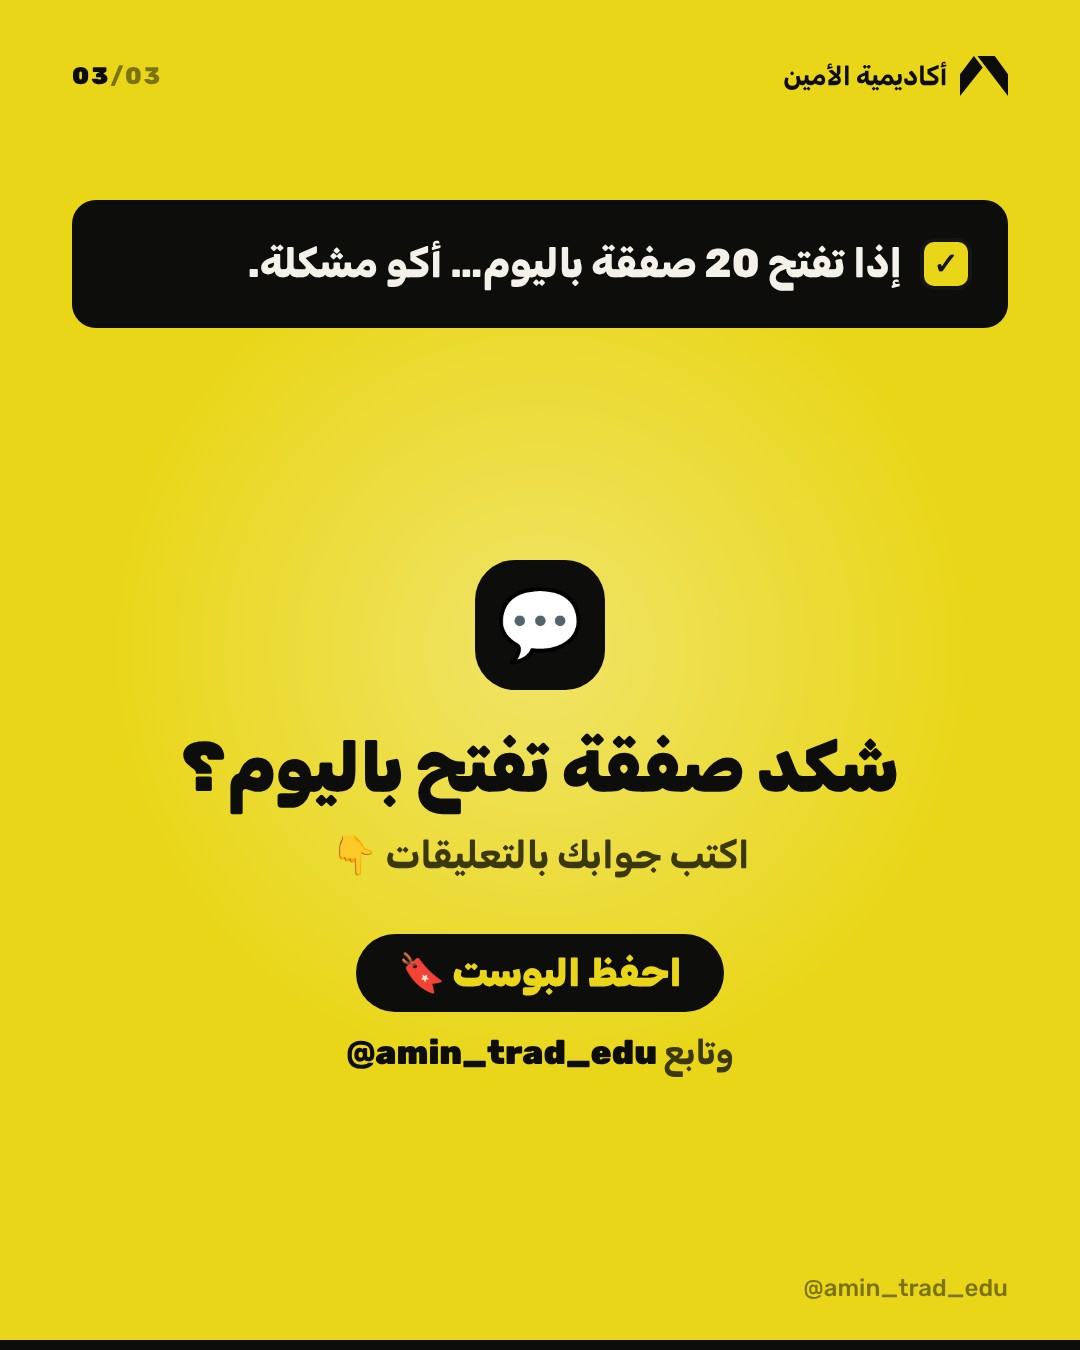 أكاديمية الأمين
03/03
✓ إذا تفتح 20 صفقة باليوم... أكو مشكلة.
شكد صفقة تفتح باليوم؟
اكتب جوابك بالتعليقات 👇
احفظ البوست 🔖
وتابع @amin_trad_edu
@amin_trad_edu